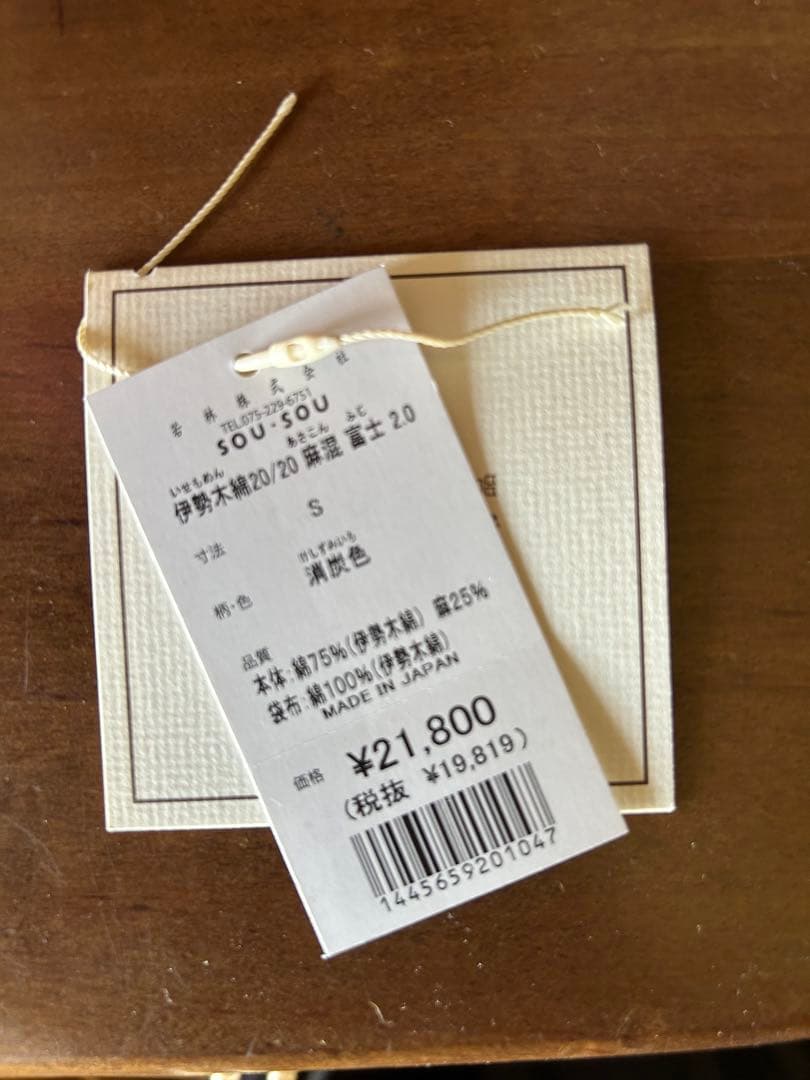 若林株式会社
TEL.075-229-6751
SOU・SOU
いせもめん あさこん ふじ
伊勢木綿20/20 麻混 富士 2.0
寸法 S
けしずみいろ
柄・色 消炭色
品質
本体:綿75%(伊勢木綿) 麻25%
袋布:綿100%(伊勢木綿)
MADE IN JAPAN
価格 ¥21,800
(税抜 ¥19,819)
1445659201047